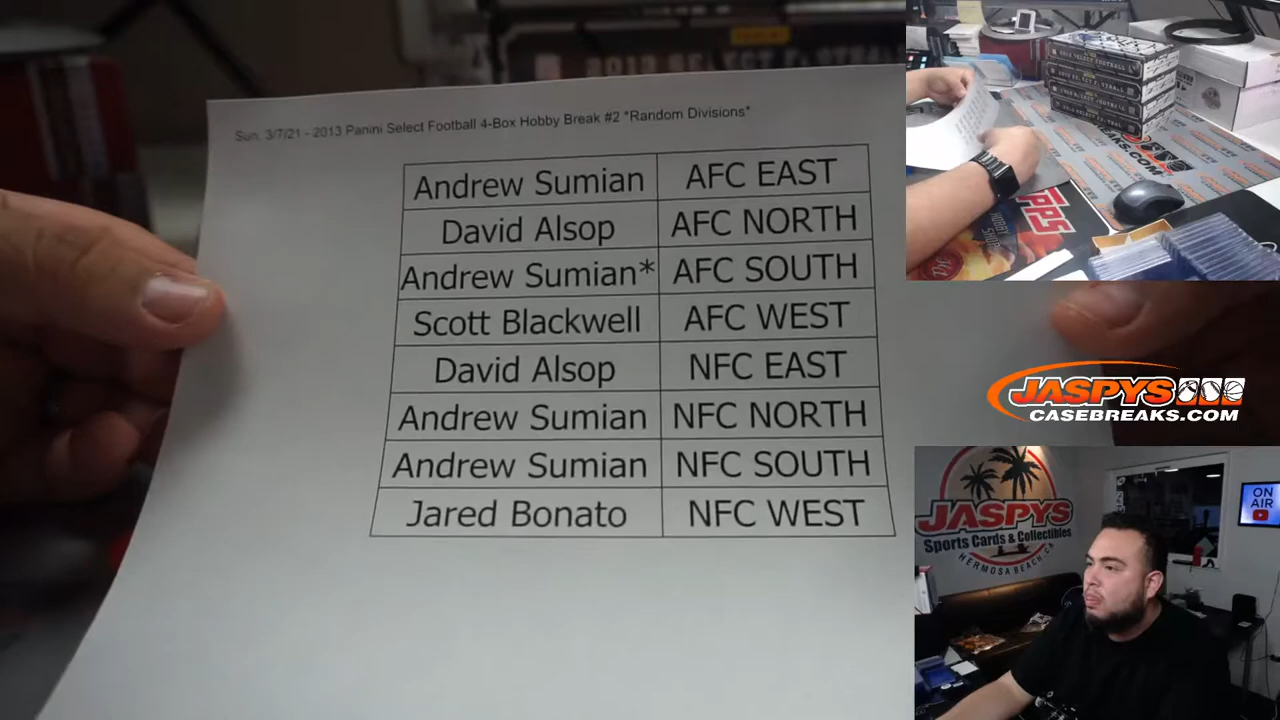 Sun, 3/7/21 - 2013 Panini Select Football 4-Box Hobby Break #2 *Random Divisions*
Andrew Sumian AFC EAST
David Alsop AFC NORTH
Andrew Sumian* AFC SOUTH
Scott Blackwell AFC WEST
David Alsop NFC EAST
Andrew Sumian NFC NORTH
Andrew Sumian NFC SOUTH
Jared Bonato NFC WEST
JASPYS
CASEBREAKS.COM
JASPYS
Sports Cards & Collectibles
HERMOSA BEACH, CA
ON
AIR